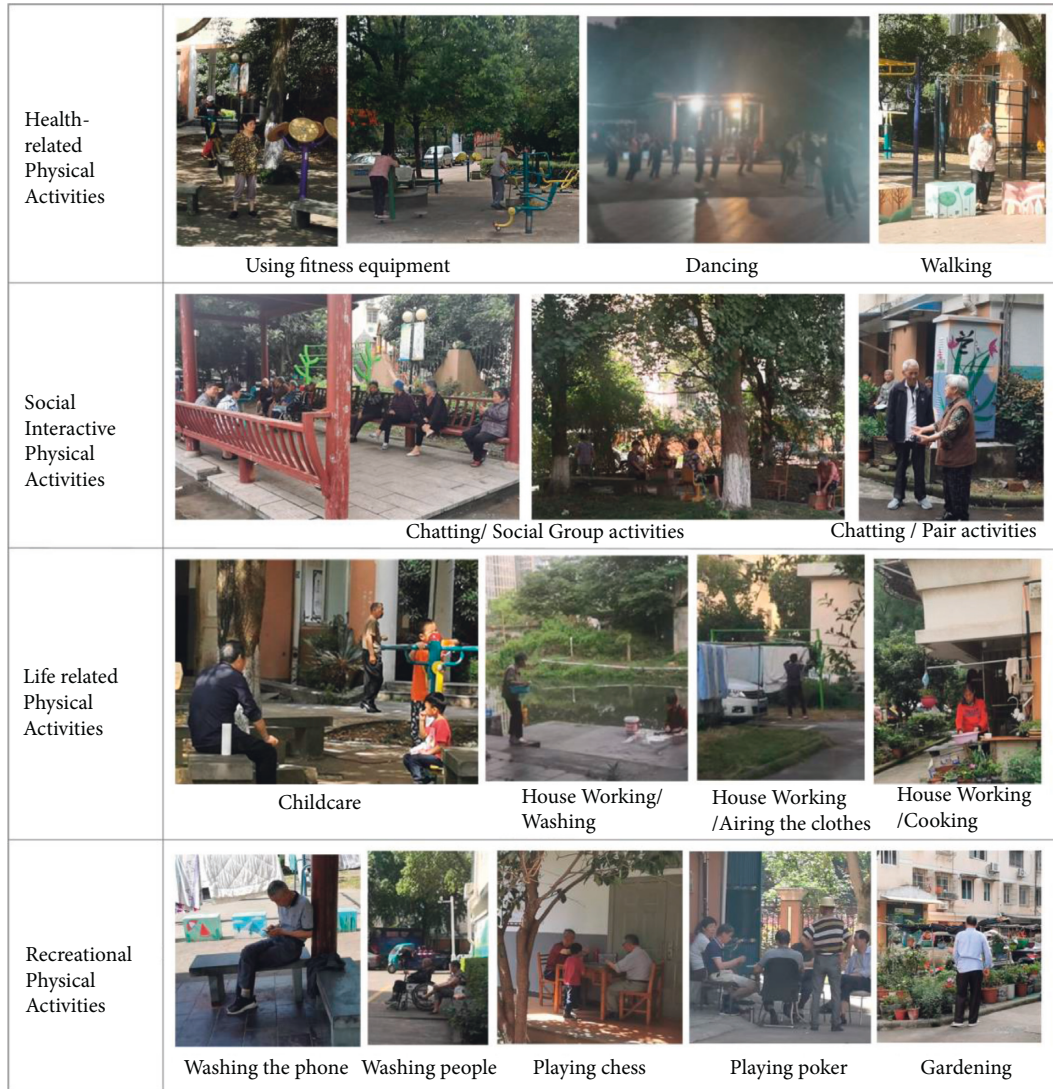 Health-
related
Physical
Activities
Using fitness equipment
Dancing
Walking
Social
Interactive
Physical
Activities
Chatting/ Social Group activities
Chatting / Pair activities
Life related
Physical
Activities
Childcare
House Working/
Washing
House Working
/Airing the clothes
House Working
/Cooking
Recreational
Physical
Activities
Washing the phone
Washing people
Playing chess
Playing poker
Gardening